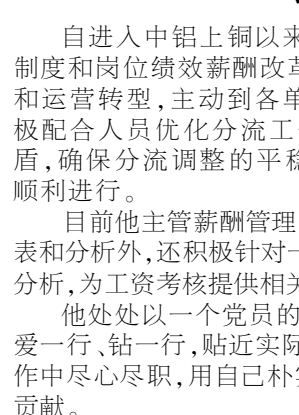 自进入中铝上铜以来
制度和岗位绩效薪酬改革
和运营转型,主动到各单
极配合人员优化分流工
盾,确保分流调整的平稳
顺利进行。
目前他主管薪酬管理
表和分析外,还积极针对一
分析,为工资考核提供相关
他处处以一个党员的
爱一行、钻一行,贴近实际
作中尽心尽职,用自己朴实
贡献。